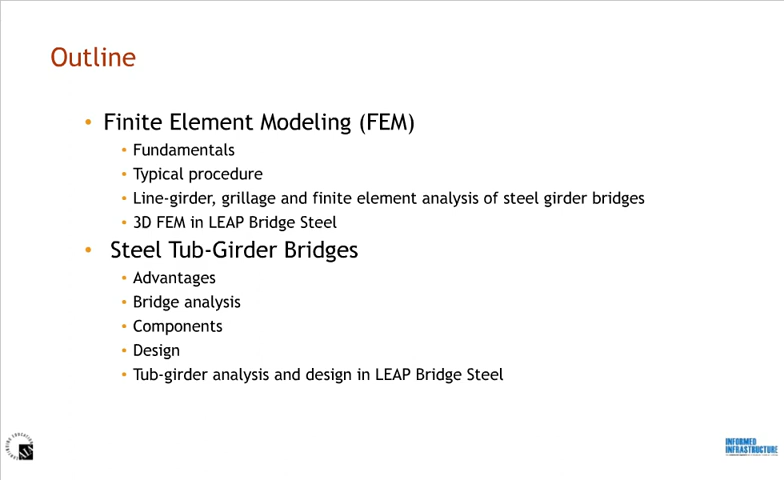 Outline
• Finite Element Modeling (FEM)
• Fundamentals
• Typical procedure
• Line-girder, grillage and finite element analysis of steel girder bridges
• 3D FEM in LEAP Bridge Steel
• Steel Tub-Girder Bridges
• Advantages
• Bridge analysis
• Components
• Design
• Tub-girder analysis and design in LEAP Bridge Steel
INFORMED
INFRASTRUCTURE